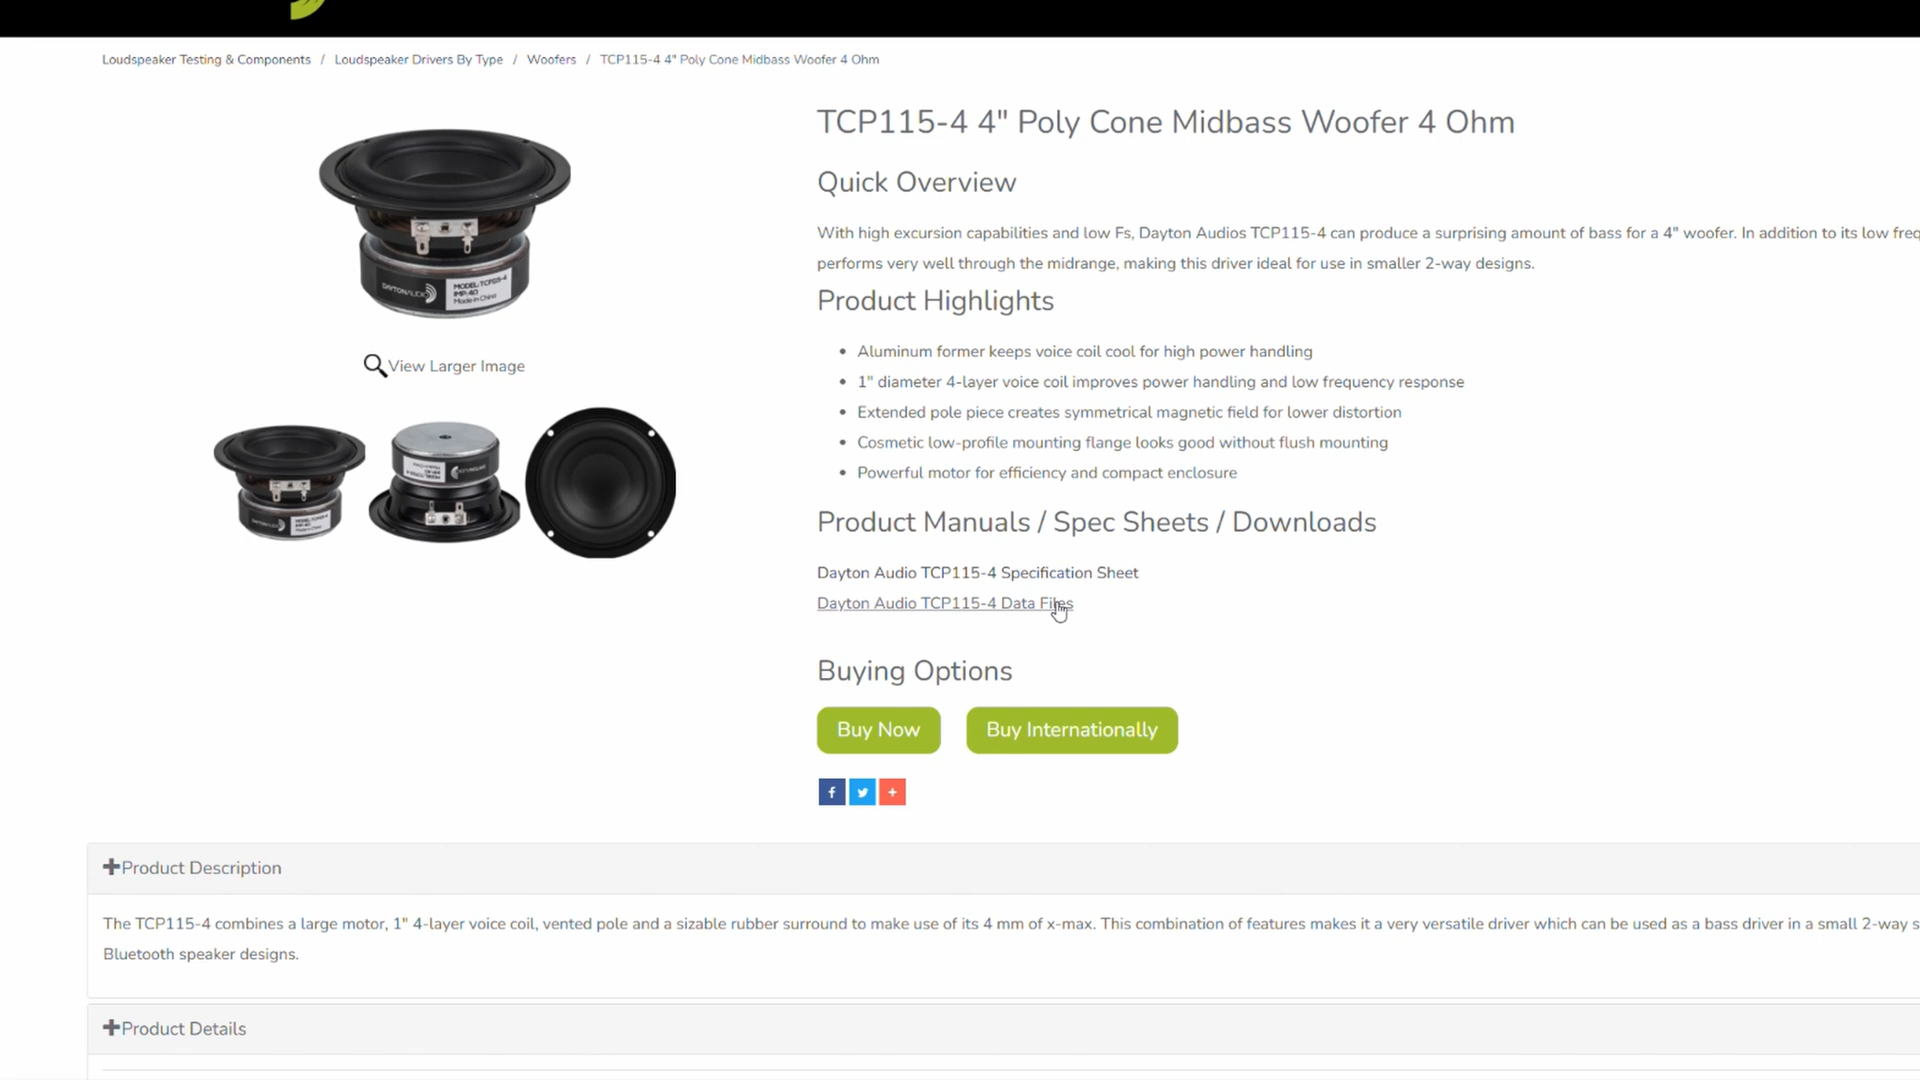 Loudspeaker Testing & Components / Loudspeaker Drivers By Type / Woofers / TCP115-4 4" Poly Cone Midbass Woofer 4 Ohm
TCP115-4 4" Poly Cone Midbass Woofer 4 Ohm
Quick Overview
With high excursion capabilities and low Fs, Dayton Audios TCP115-4 can produce a surprising amount of bass for a 4" woofer. In addition to its low freq
performs very well through the midrange, making this driver ideal for use in smaller 2-way designs.
Product Highlights
Aluminum former keeps voice coil cool for high power handling
1" diameter 4-layer voice coil improves power handling and low frequency response
Extended pole piece creates symmetrical magnetic field for lower distortion
Cosmetic low-profile mounting flange looks good without flush mounting
Powerful motor for efficiency and compact enclosure
DAYTON AUDIO
MODEL: TCP115-4
IMP: 4Ω
Made in China
View Larger Image
Product Manuals / Spec Sheets / Downloads
Dayton Audio TCP115-4 Specification Sheet
Dayton Audio TCP115-4 Data Files
Buying Options
Buy Now
Buy Internationally
Product Description
The TCP115-4 combines a large motor, 1" 4-layer voice coil, vented pole and a sizable rubber surround to make use of its 4 mm of x-max. This combination of features makes it a very versatile driver which can be used as a bass driver in a small 2-way s
Bluetooth speaker designs.
Product Details